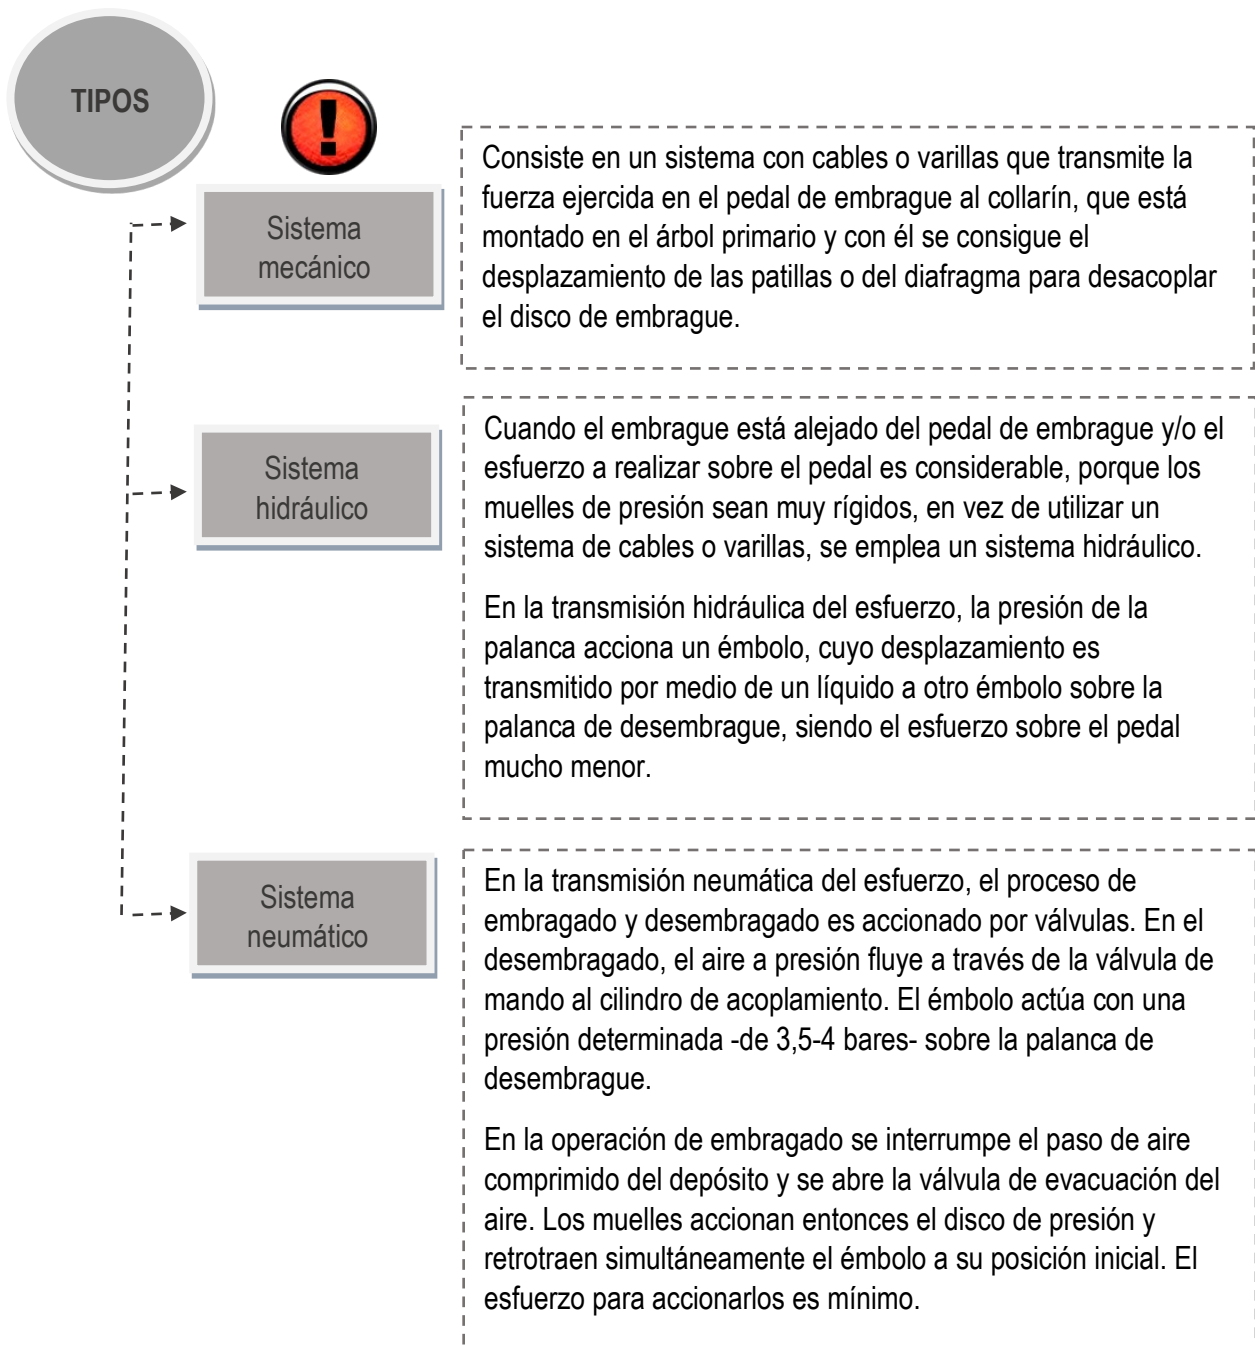 TIPOS
!
Sistema
mecánico
Consiste en un sistema con cables o varillas que transmite la
fuerza ejercida en el pedal de embrague al collarín, que está
montado en el árbol primario y con él se consigue el
desplazamiento de las patillas o del diafragma para desacoplar
el disco de embrague.
Sistema
hidráulico
Cuando el embrague está alejado del pedal de embrague y/o el
esfuerzo a realizar sobre el pedal es considerable, porque los
muelles de presión sean muy rígidos, en vez de utilizar un
sistema de cables o varillas, se emplea un sistema hidráulico.
En la transmisión hidráulica del esfuerzo, la presión de la
palanca acciona un émbolo, cuyo desplazamiento es
transmitido por medio de un líquido a otro émbolo sobre la
palanca de desembrague, siendo el esfuerzo sobre el pedal
mucho menor.
Sistema
neumático
En la transmisión neumática del esfuerzo, el proceso de
embragado y desembragado es accionado por válvulas. En el
desembragado, el aire a presión fluye a través de la válvula de
mando al cilindro de acoplamiento. El émbolo actúa con una
presión determinada -de 3,5-4 bares- sobre la palanca de
desembrague.
En la operación de embragado se interrumpe el paso de aire
comprimido del depósito y se abre la válvula de evacuación del
aire. Los muelles accionan entonces el disco de presión y
retrotraen simultáneamente el émbolo a su posición inicial. El
esfuerzo para accionarlos es mínimo.